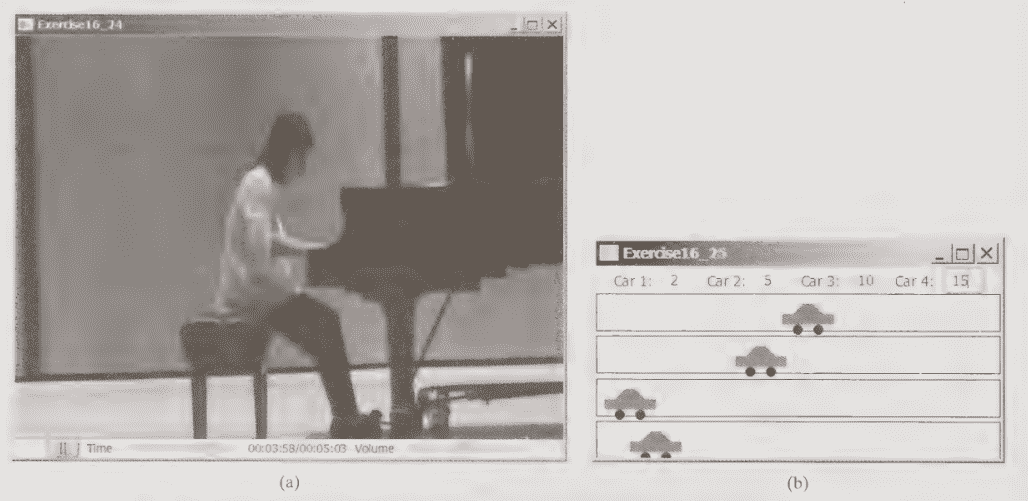 Exercise16_24
Time 00:03:58/00:05:03 Volume
(a)
Exercise16_25
Car 1: 2 Car 2: 5 Car 3: 10 Car 4: 15
(b)